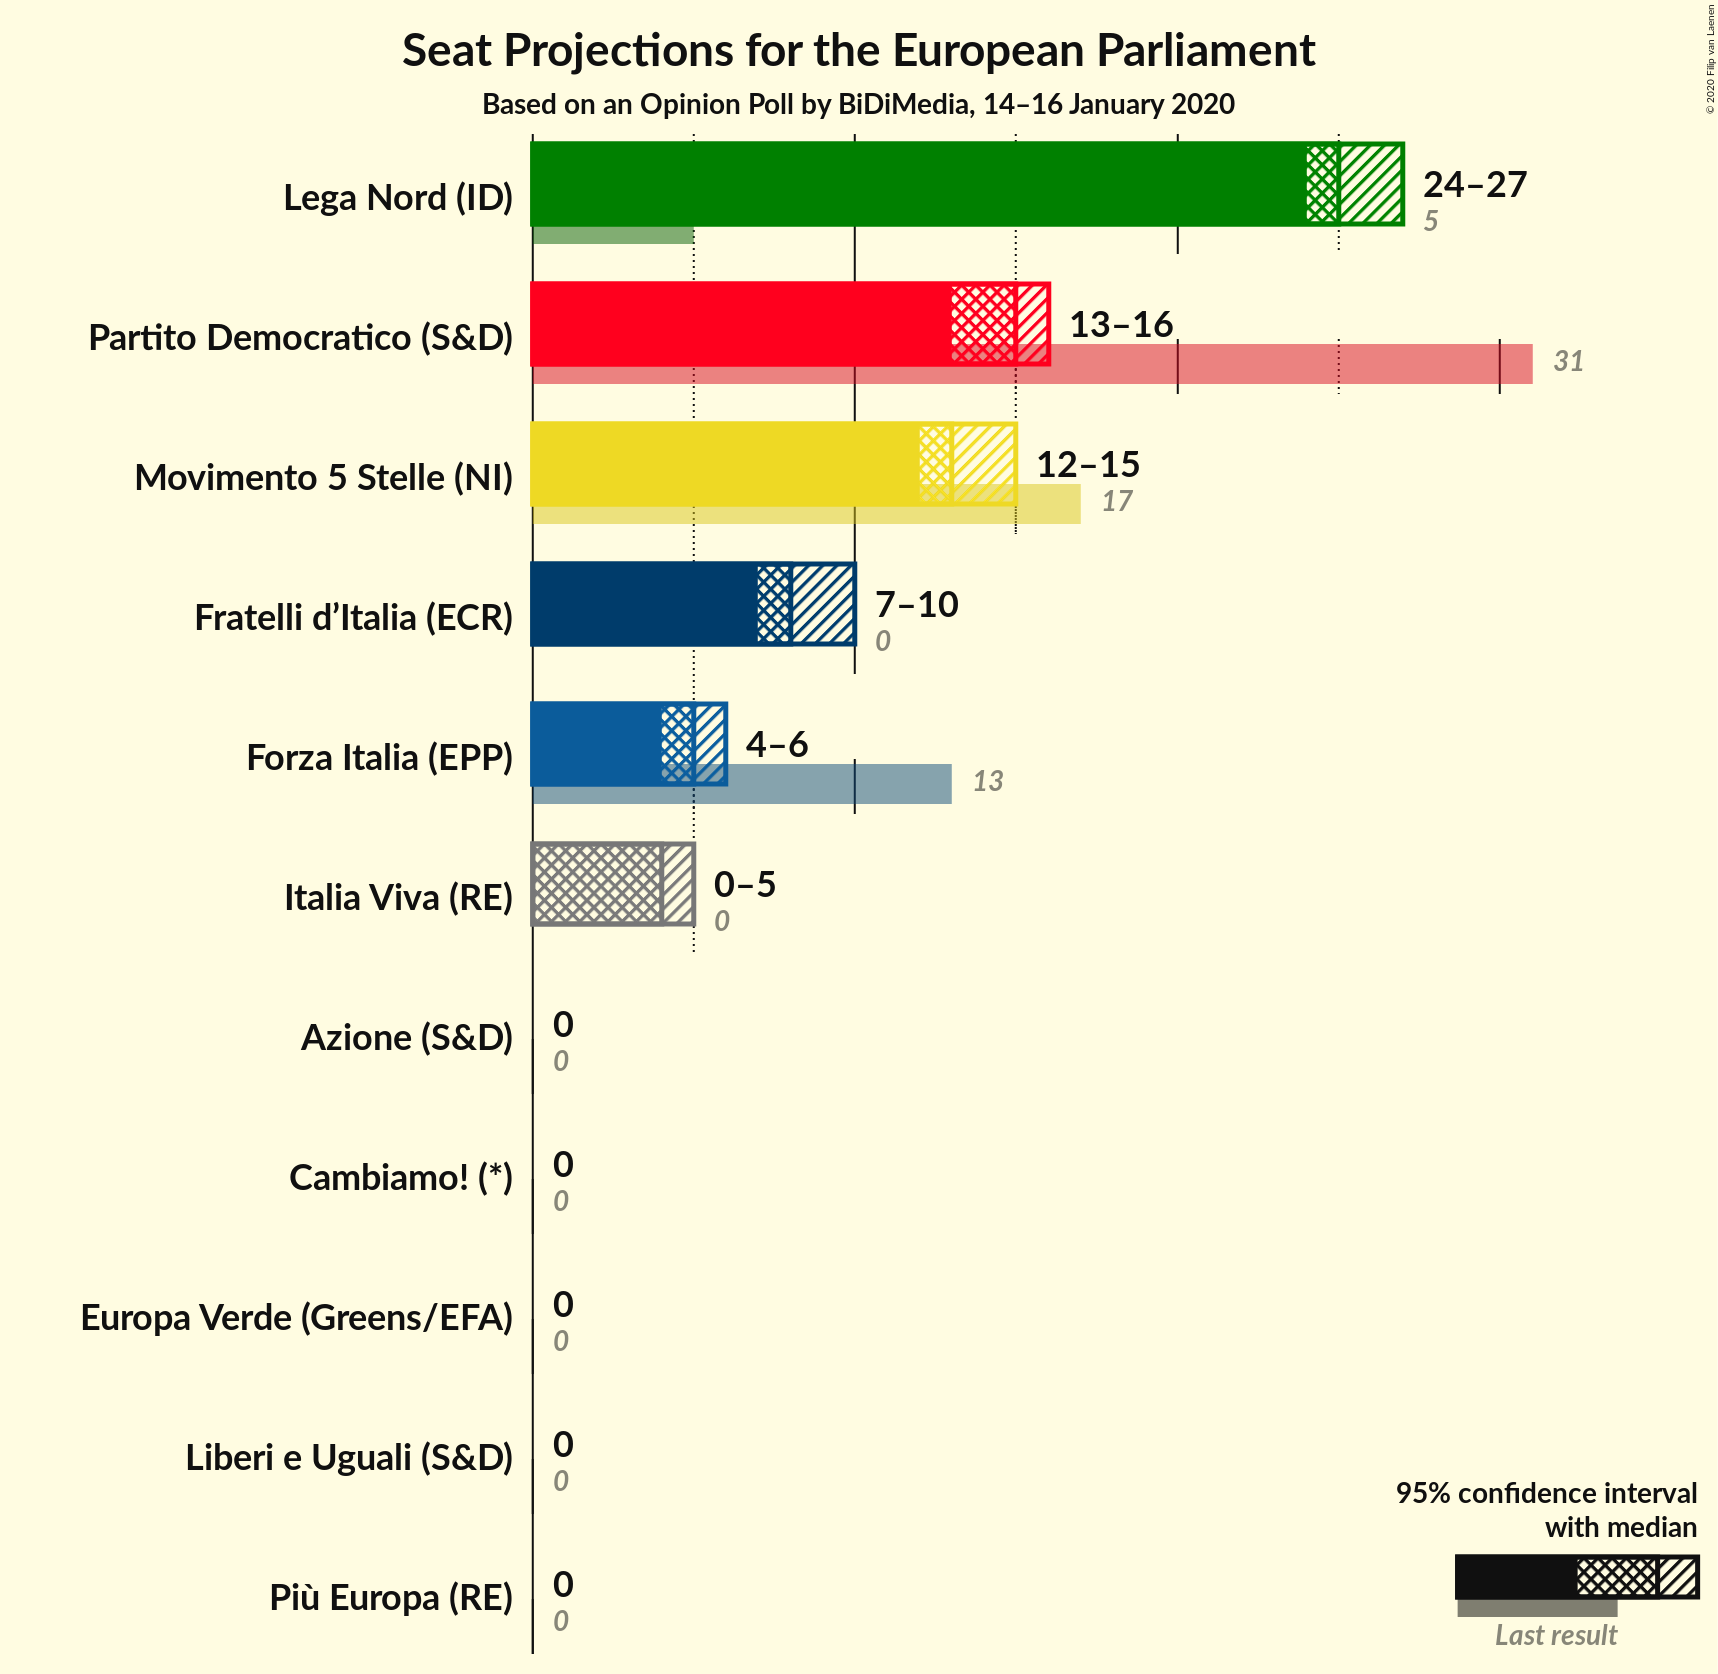 Seat Projections for the European Parliament
Based on an Opinion Poll by BiDiMedia, 14–16 January 2020
© 2020 Filip van Laenen
Lega Nord (ID)
24–27
5
Partito Democratico (S&D)
13–16
31
Movimento 5 Stelle (NI)
12–15
17
Fratelli d’Italia (ECR)
7–10
0
Forza Italia (EPP)
4–6
13
Italia Viva (RE)
0–5
0
Azione (S&D)
0
0
Cambiamo! (*)
0
0
Europa Verde (Greens/EFA)
0
0
Liberi e Uguali (S&D)
0
0
Più Europa (RE)
0
0
95% confidence interval
with median
Last result